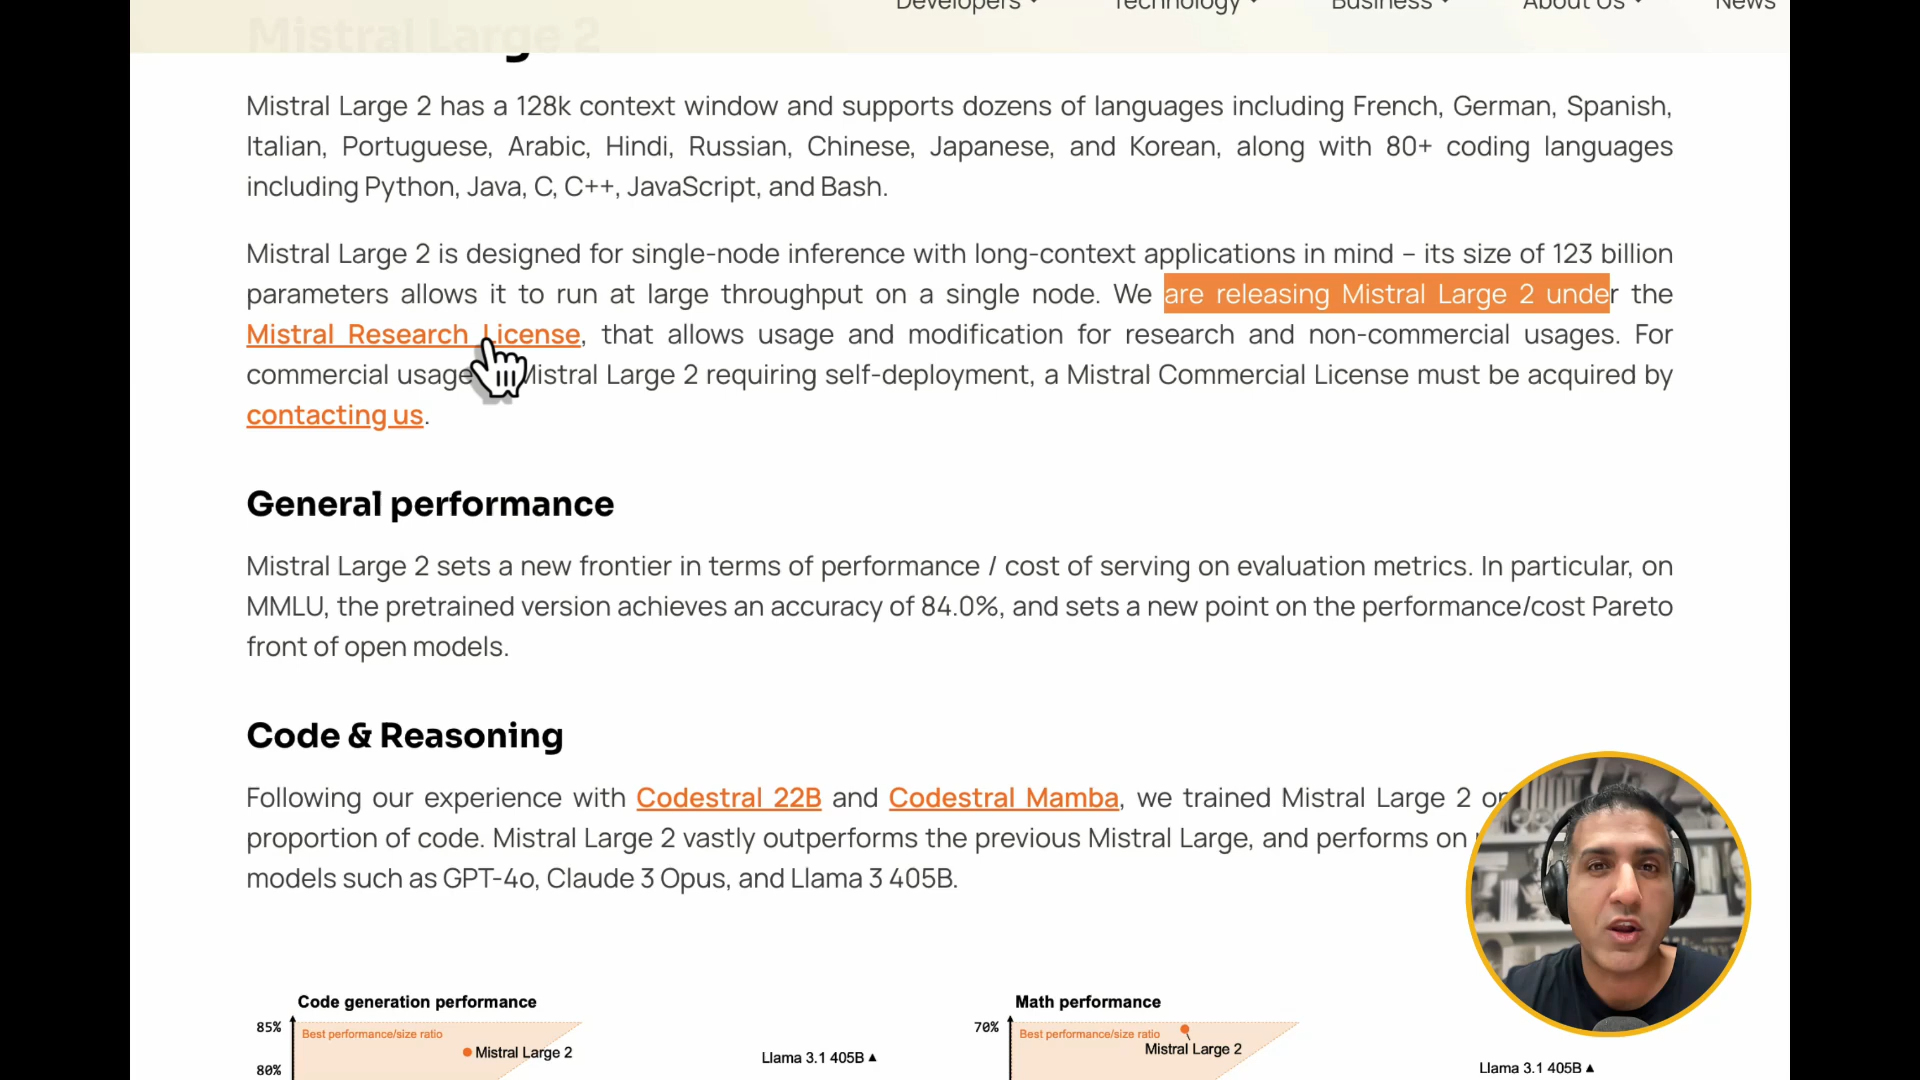 Developers Technology Business About Us News
Mistral Large 2
Mistral Large 2 has a 128k context window and supports dozens of languages including French, German, Spanish,
Italian, Portuguese, Arabic, Hindi, Russian, Chinese, Japanese, and Korean, along with 80+ coding languages
including Python, Java, C, C++, JavaScript, and Bash.
Mistral Large 2 is designed for single-node inference with long-context applications in mind – its size of 123 billion
parameters allows it to run at large throughput on a single node. We are releasing Mistral Large 2 under the
Mistral Research License, that allows usage and modification for research and non-commercial usages. For
commercial usage Mistral Large 2 requiring self-deployment, a Mistral Commercial License must be acquired by
contacting us.
General performance
Mistral Large 2 sets a new frontier in terms of performance / cost of serving on evaluation metrics. In particular, on
MMLU, the pretrained version achieves an accuracy of 84.0%, and sets a new point on the performance/cost Pareto
front of open models.
Code & Reasoning
Following our experience with Codestral 22B and Codestral Mamba, we trained Mistral Large 2 on
proportion of code. Mistral Large 2 vastly outperforms the previous Mistral Large, and performs on
models such as GPT-4o, Claude 3 Opus, and Llama 3 405B.
Code generation performance
85%
Best performance/size ratio
Mistral Large 2
Llama 3.1 405B
80%
Math performance
70%
Best performance/size ratio
Mistral Large 2
Llama 3.1 405B